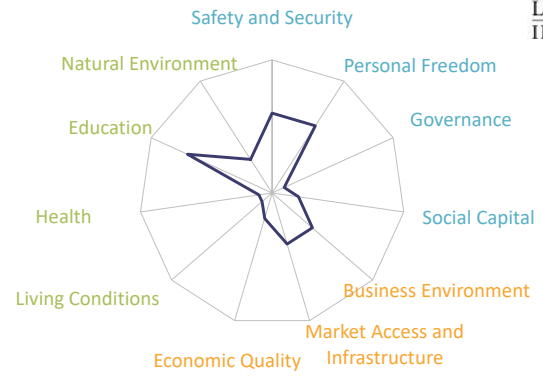 Safety and Security
Natural Environment
Personal Freedom
Education
Governance
Health
Social Capital
Living Conditions
Business Environment
Market Access and
Infrastructure
Economic Quality